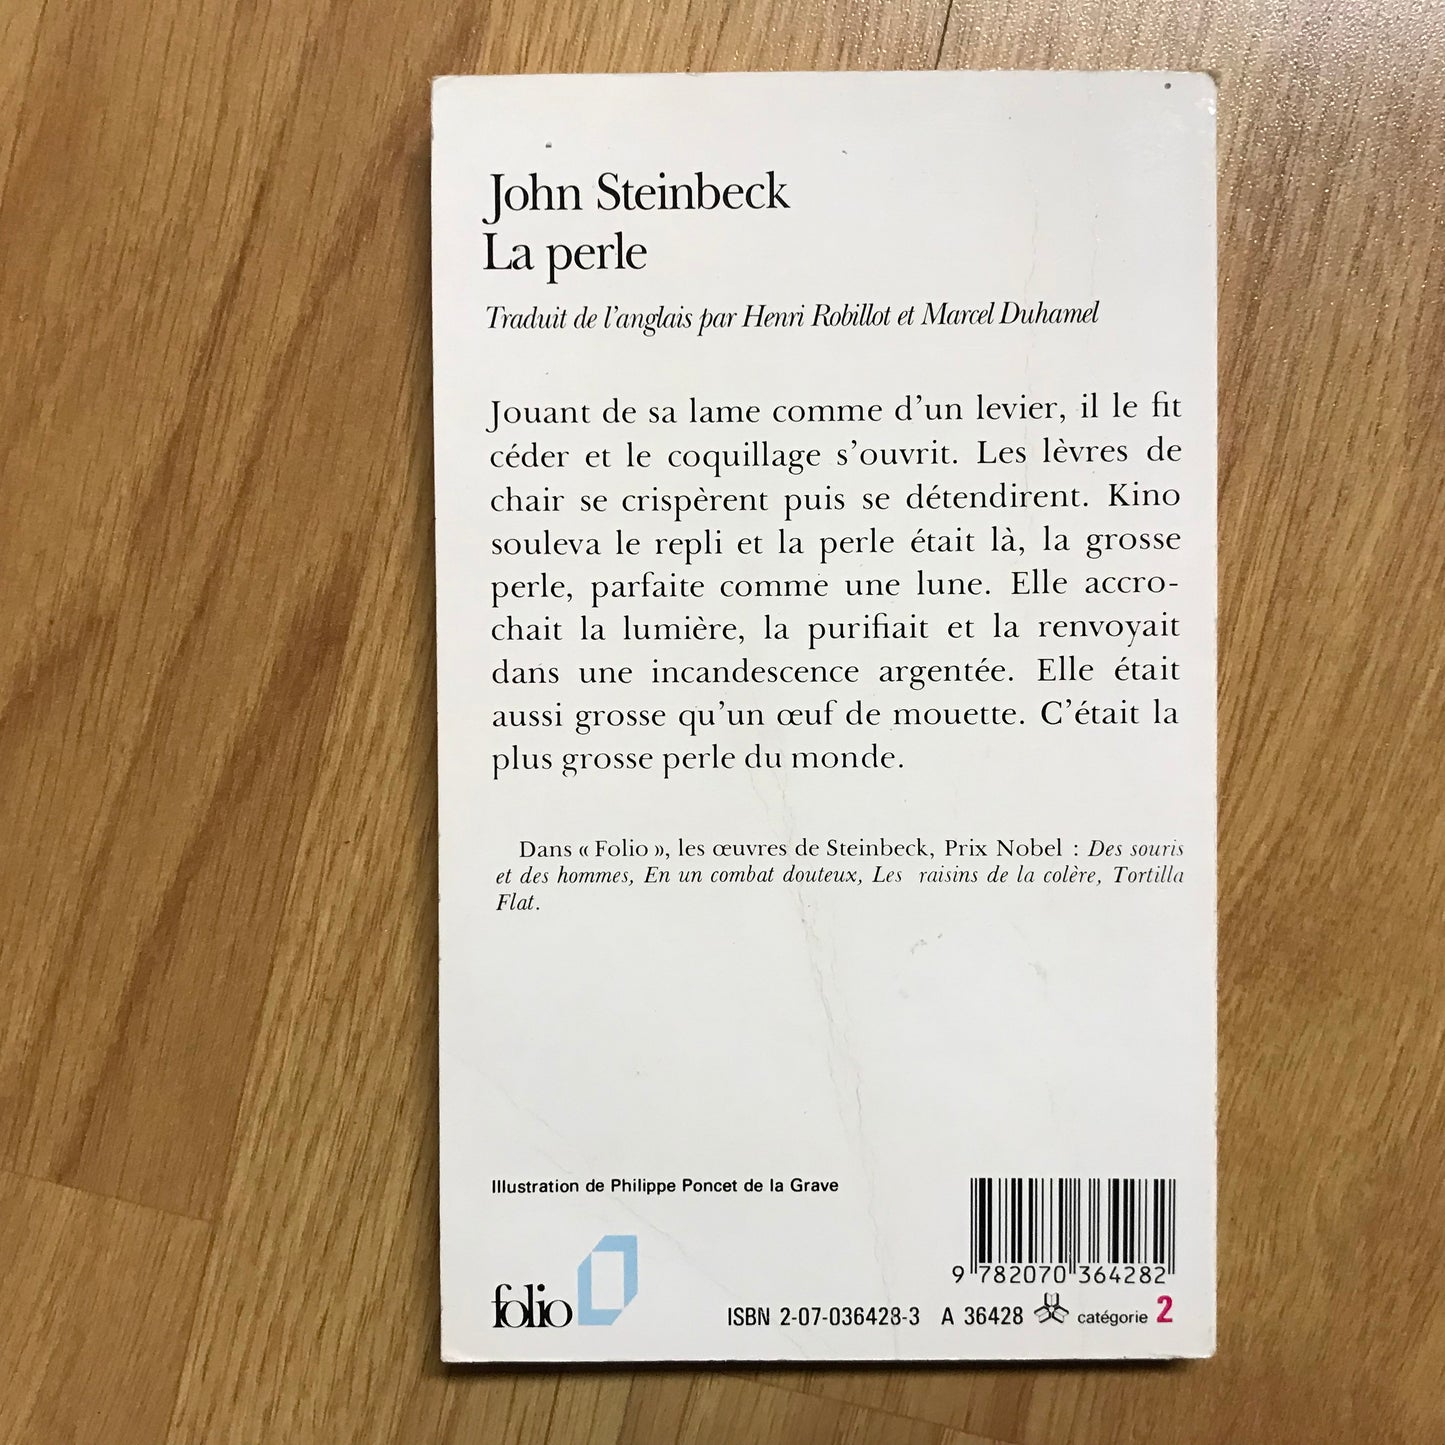 John Steinbeck
La perle
Traduit de l'anglais par Henri Robillot et Marcel Duhamel
Jouant de sa lame comme d'un levier, il le fit
céder et le coquillage s'ouvrit. Les lèvres de
chair se crispèrent puis se détendirent. Kino
souleva le repli et la perle était là, la grosse
perle, parfaite comme une lune. Elle accro-
chait la lumière, la purifiait et la renvoyait
dans une incandescence argentée. Elle était
aussi grosse qu'un œuf de mouette. C'était la
plus grosse perle du monde.
Dans « Folio », les œuvres de Steinbeck, Prix Nobel : Des souris
et des hommes, En un combat douteux, Les raisins de la colère, Tortilla
Flat.
Illustration de Philippe Poncet de la Grave
9 782070 364282
folio
ISBN 2-07-036428-3 A 36428 catégorie 2